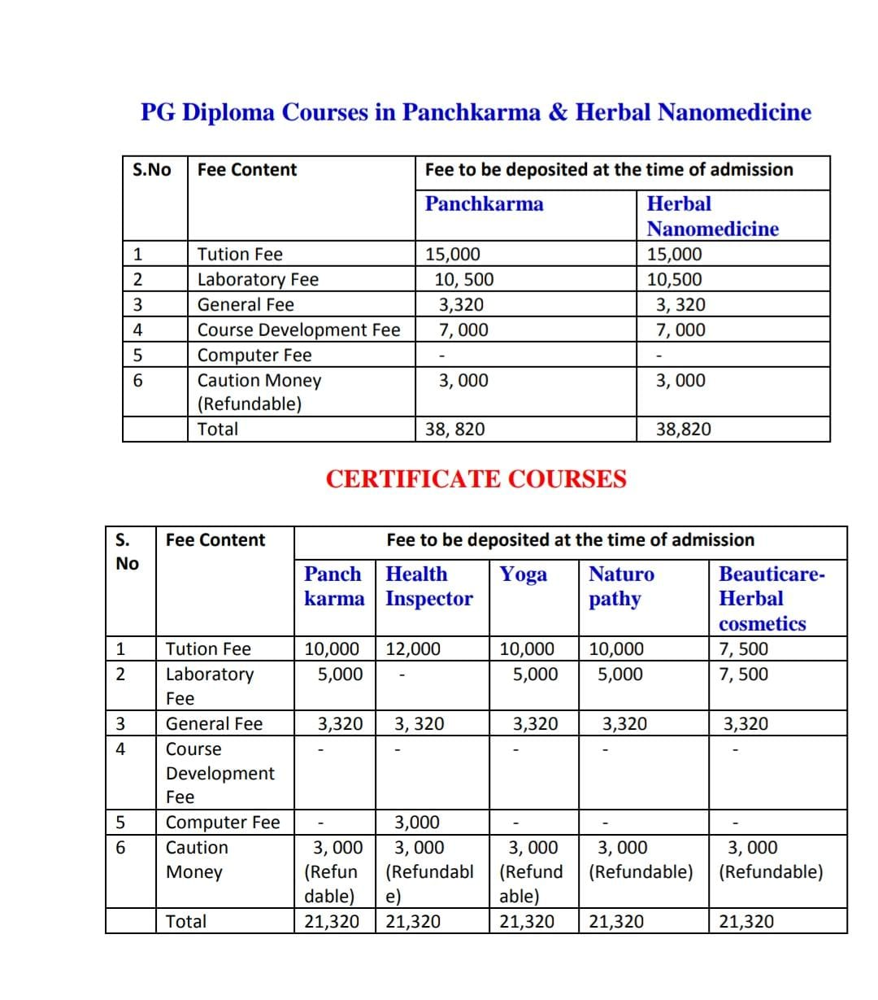 PG Diploma Courses in Panchkarma & Herbal Nanomedicine
S.No Fee Content Fee to be deposited at the time of admission
Panchkarma Herbal
Nanomedicine
1 Tution Fee 15,000 15,000
2 Laboratory Fee 10, 500 10,500
3 General Fee 3,320 3, 320
4 Course Development Fee 7, 000 7, 000
5 Computer Fee - -
6 Caution Money 3, 000 3, 000
(Refundable)
Total 38, 820 38,820
CERTIFICATE COURSES
S. Fee Content Fee to be deposited at the time of admission
No
Panch Health Yoga Naturo Beauticare-
karma Inspector pathy Herbal
cosmetics
1 Tution Fee 10,000 12,000 10,000 10,000 7, 500
2 Laboratory 5,000 - 5,000 5,000 7, 500
Fee
3 General Fee 3,320 3, 320 3,320 3,320 3,320
4 Course - - - - -
Development
Fee
5 Computer Fee - 3,000 - - -
6 Caution 3, 000 3, 000 3, 000 3, 000 3, 000
Money (Refun (Refundabl (Refund (Refundable) (Refundable)
dable) e) able)
Total 21,320 21,320 21,320 21,320 21,320